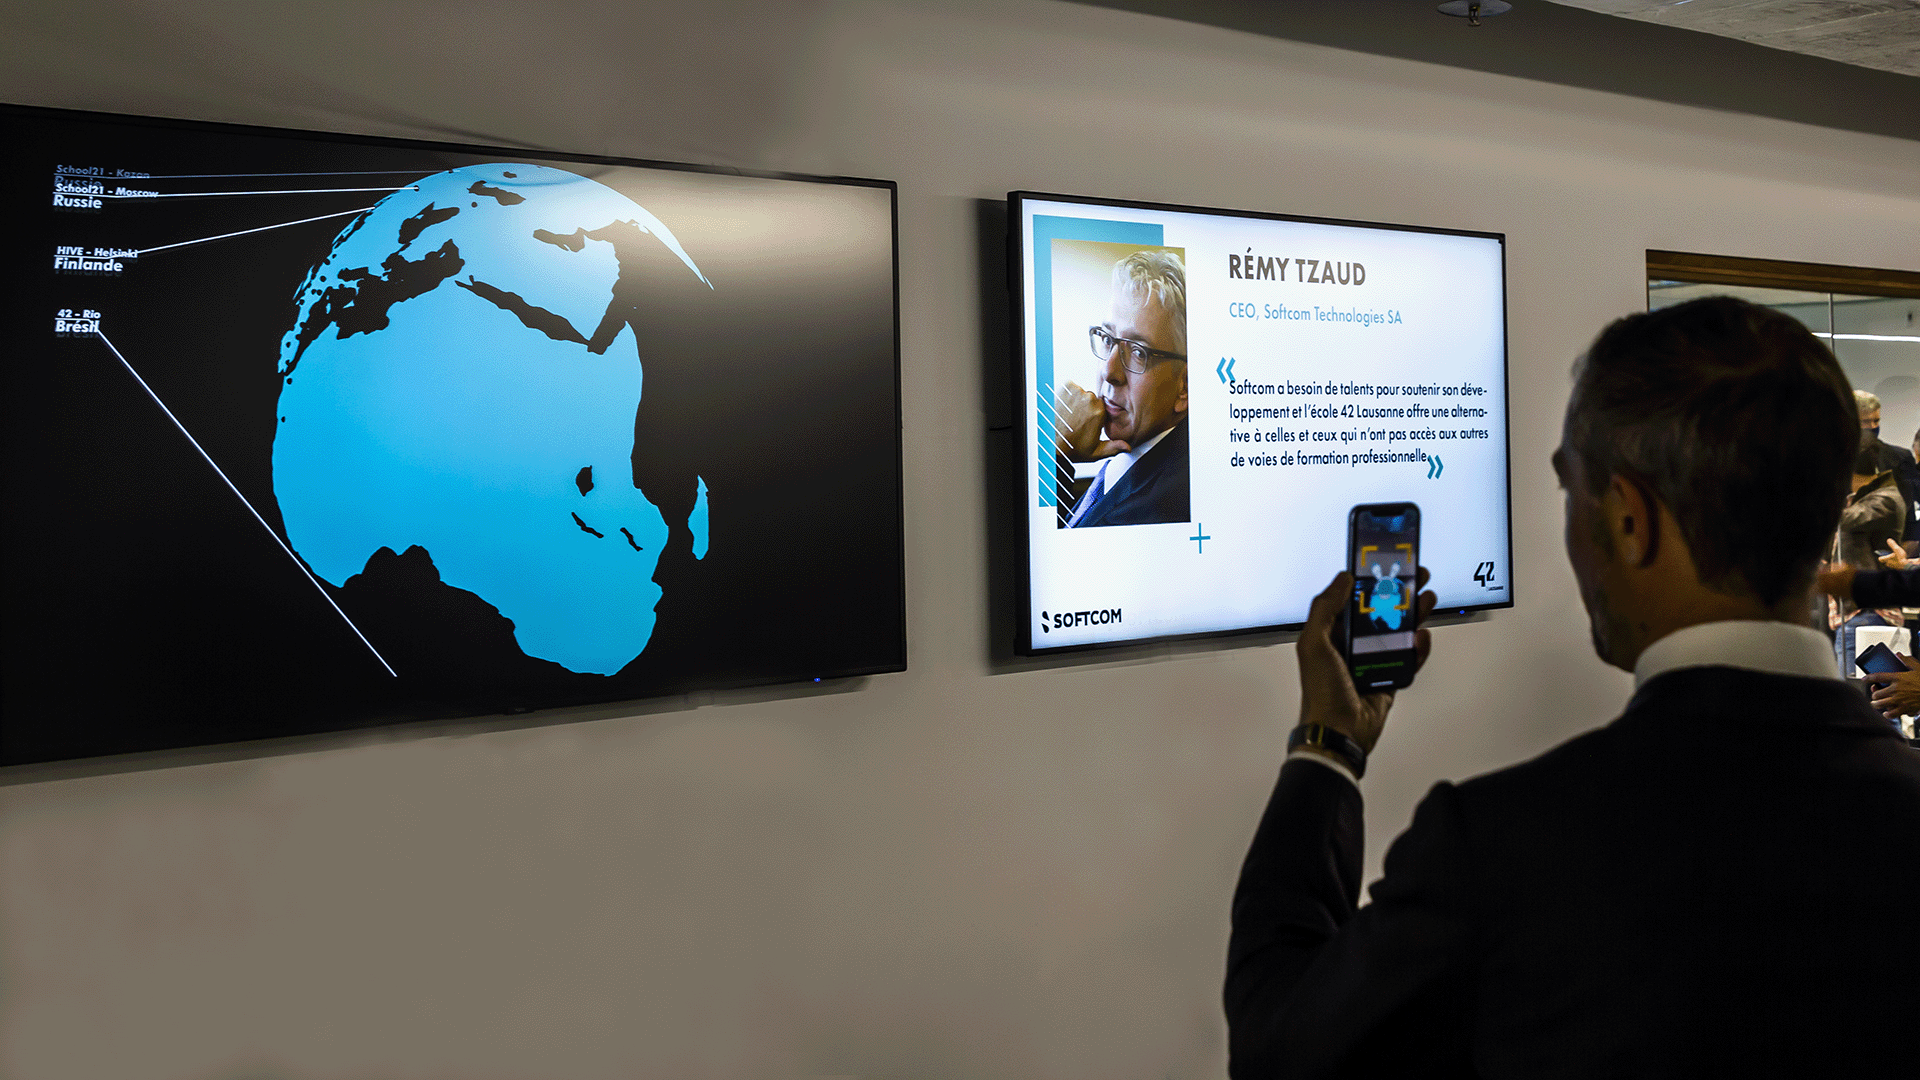 School21 - Kazan
Russie
School21 - Moscow
Russie
HIVE - Helsinki
Finlande
42 - Rio
Brésil
RÉMY TZAUD
CEO, Softcom Technologies SA
«
Softcom a besoin de talents pour soutenir son déve-
loppement et l'école 42 Lausanne offre une alterna-
tive à celles et ceux qui n'ont pas accès aux autres
de voies de formation professionnelle
»
SOFTCOM
42
LAUSANNE